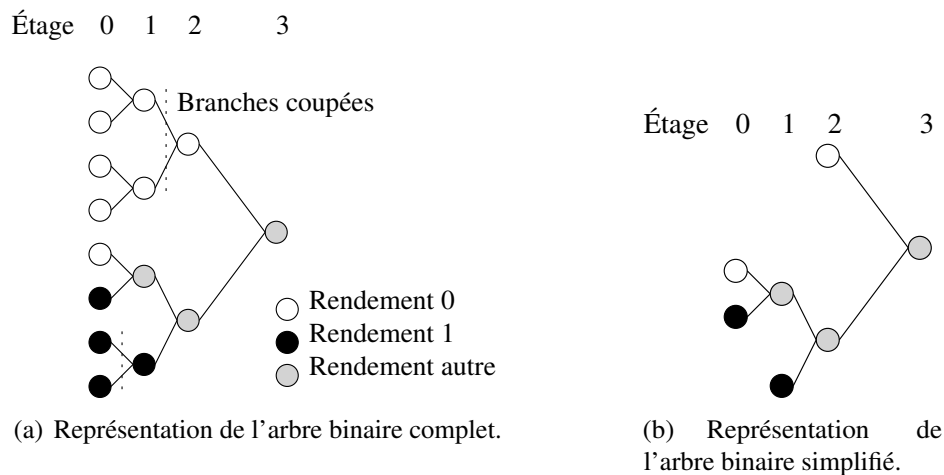 Étage 0 1 2 3
Branches coupées
Rendement 0
Rendement 1
Rendement autre
(a) Représentation de l'arbre binaire complet.
Étage 0 1 2 3
(b) Représentation de
l'arbre binaire simplifié.